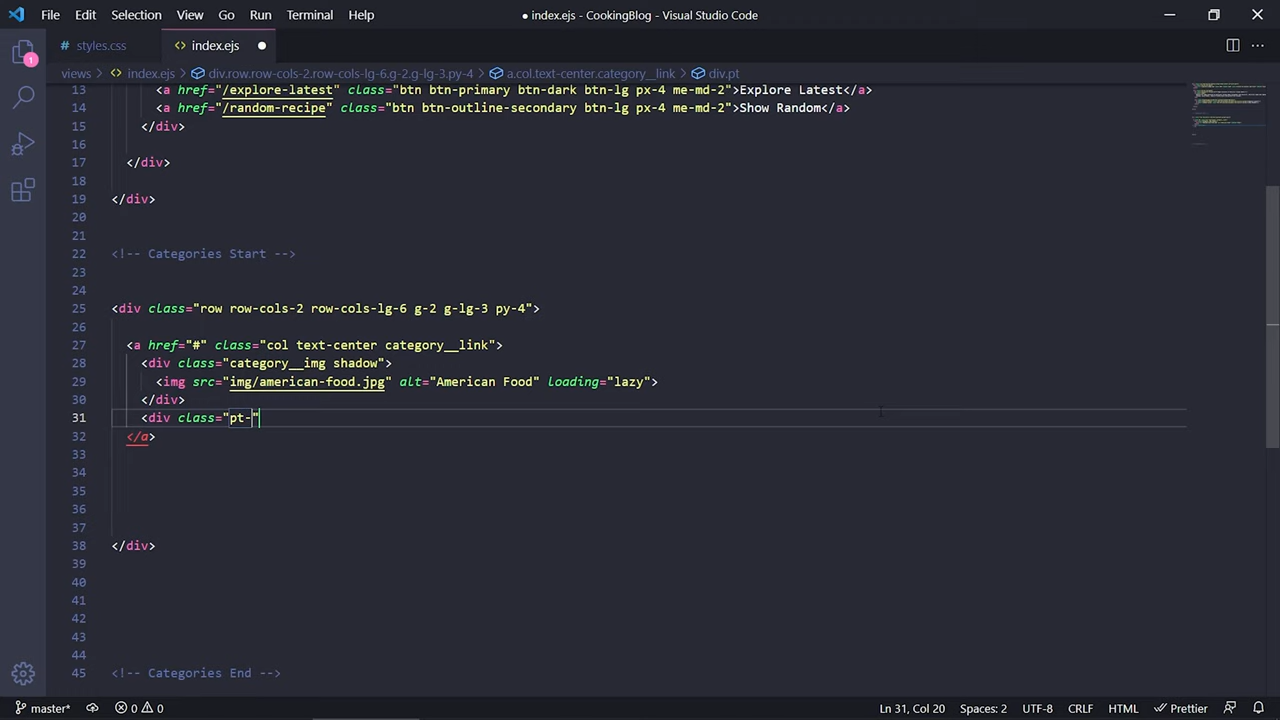 File Edit Selection View Go Run Terminal Help ● index.ejs - CookingBlog - Visual Studio Code
# styles.css <> index.ejs ●
views > <> index.ejs > div.row.row-cols-2.row-cols-lg-6.g-2.g-lg-3.py-4 > a.col.text-center.category__link > div.pt
1
13 <a href="/explore-latest" class="btn btn-primary btn-dark btn-lg px-4 me-md-2">Explore Latest</a>
14 <a href="/random-recipe" class="btn btn-outline-secorary btn-lg px-4 me-md-2">Show Random</a>
15 </div>
16
17 </div>
18
19 </div>
20
21
22 <!-- Categories Start -->
23
24
25 <div class="row row-cols-2 row-cols-lg-6 g-2 g-lg-3 py-4">
26
27 <a href="#" class="col text-center category__link">
28 <div class="category__img shadow">
29 <img src="img/american-food.jpg" alt="American Food" loading="lazy">
30 </div>
31 <div class="pt-"
32 </a>
33
34
35
36
37
38 </div>
39
40
41
42
43
44
45 <!-- Categories End -->
master* 0 0 Ln 31, Col 20 Spaces: 2 UTF-8 CRLF HTML Prettier